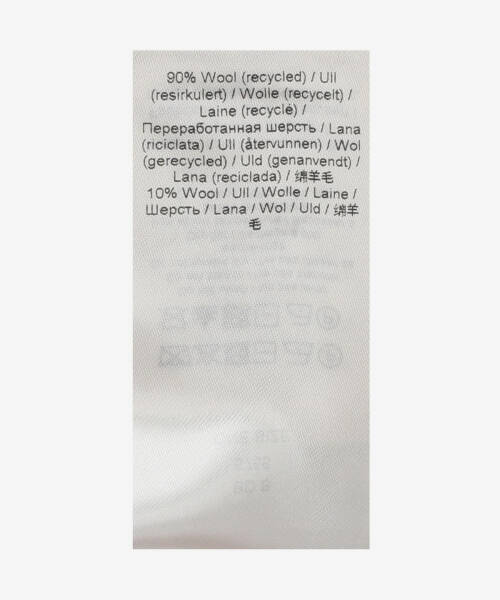 90% Wool (recycled) / Ull
(resirkulert) / Wolle (recycelt) /
Laine (recyclė) /
Переработанная шерсть / Lana
(riciclata) / Ull (återvunnen) / Wol
(gerecycled) / Uld (genanvendt) /
Lana (reciclada) / 绵羊毛
10% Wool / Ull / Wolle / Laine /
Шерсть / Lana / Wol / Uld / 绵羊
毛